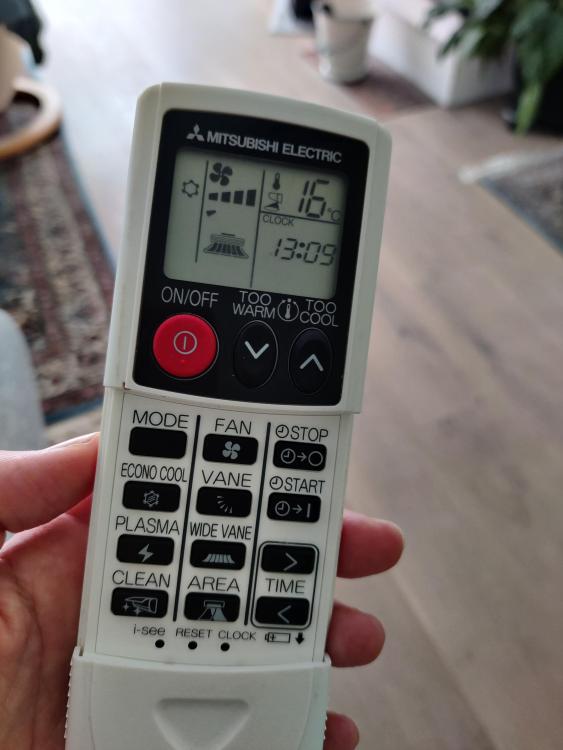 MITSUBISHI ELECTRIC
16°C
CLOCK
13:09
ON/OFF
TOO WARM
TOO COOL
MODE
FAN
STOP
ECONO COOL
VANE
START
PLASMA
WIDE VANE
CLEAN
AREA
TIME
i-see
RESET
CLOCK